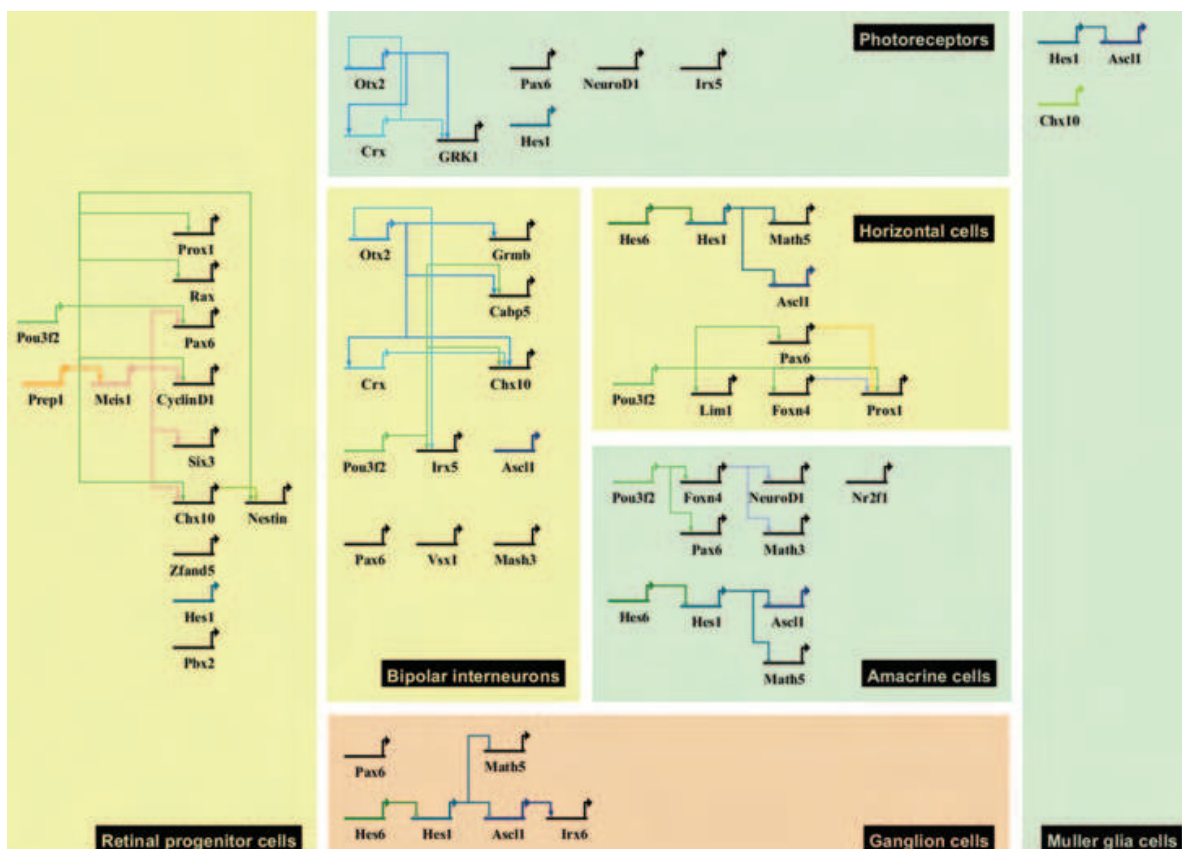 Prox1
Rax
Pou3f2
Pax6
Prep1
Meis1
CyclinD1
Six3
Chx10
Nestin
Zfand5
Hes1
Pbx2
Retinal progenitor cells
Photoreceptors
Otx2
Pax6
NeuroD1
Irx5
Crx
GRK1
Hes1
Otx2
Grmb
Cabp5
Crx
Chx10
Pou3f2
Irx5
Ascl1
Pax6
Vsx1
Mash3
Bipolar interneurons
Horizontal cells
Hes6
Hes1
Math5
Ascl1
Pax6
Pou3f2
Lim1
Foxn4
Prox1
Pou3f2
Foxn4
NeuroD1
Nr2f1
Pax6
Math3
Hes6
Hes1
Ascl1
Math5
Amacrine cells
Pax6
Math5
Hes6
Hes1
Ascl1
Irx6
Ganglion cells
Hes1
Ascl1
Chx10
Muller glia cells